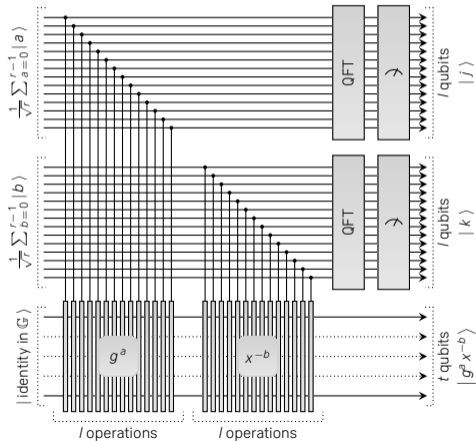 1/√r ∑_{a=0}^{r−1} | a ⟩
QFT
l qubits
| j ⟩
1/√r ∑_{b=0}^{r−1} | b ⟩
QFT
l qubits
| k ⟩
| identity in 𝔾 ⟩
g^a
x^{−b}
t qubits
| g^a x^{−b} ⟩
l operations
l operations